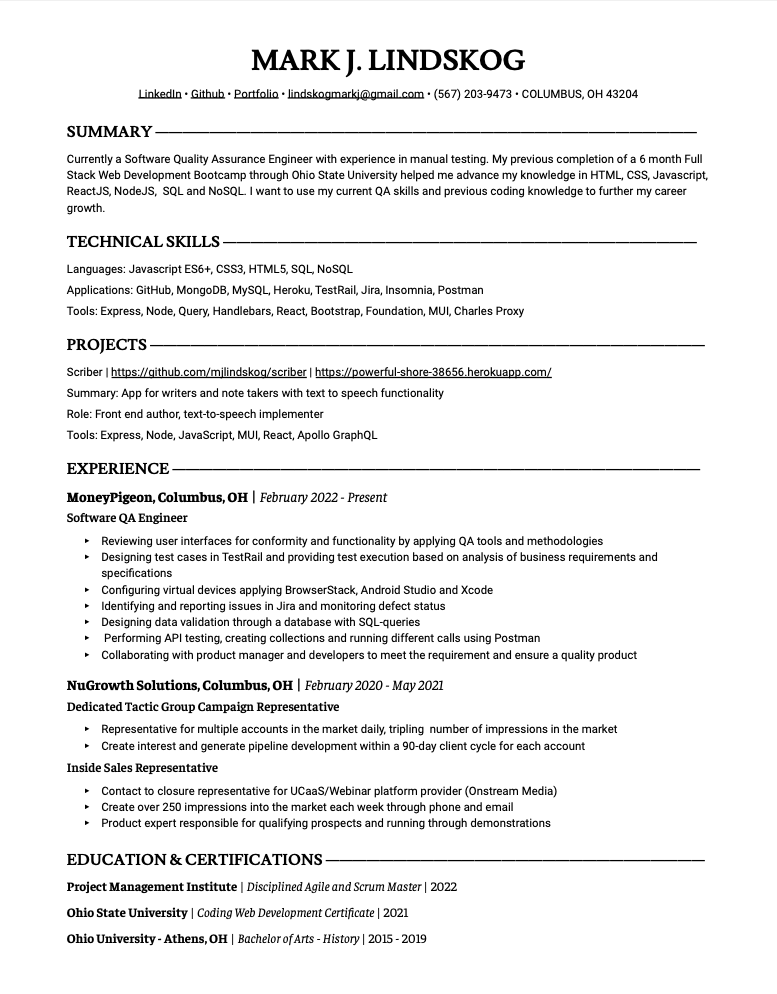 MARK J. LINDSKOG
LinkedIn • Github • Portfolio • lindskogmarkj@gmail.com • (567) 203-9473 • COLUMBUS, OH 43204
SUMMARY
Currently a Software Quality Assurance Engineer with experience in manual testing. My previous completion of a 6 month Full
Stack Web Development Bootcamp through Ohio State University helped me advance my knowledge in HTML, CSS, Javascript,
ReactJS, NodeJS,  SQL and NoSQL. I want to use my current QA skills and previous coding knowledge to further my career
growth.
TECHNICAL SKILLS
Languages: Javascript ES6+, CSS3, HTML5, SQL, NoSQL
Applications: GitHub, MongoDB, MySQL, Heroku, TestRail, Jira, Insomnia, Postman
Tools: Express, Node, Query, Handlebars, React, Bootstrap, Foundation, MUI, Charles Proxy
PROJECTS
Scriber | https://github.com/mjlindskog/scriber | https://powerful-shore-38656.herokuapp.com/
Summary: App for writers and note takers with text to speech functionality
Role: Front end author, text-to-speech implementer
Tools: Express, Node, JavaScript, MUI, React, Apollo GraphQL
EXPERIENCE
MoneyPigeon, Columbus, OH | February 2022 - Present
Software QA Engineer
‣ Reviewing user interfaces for conformity and functionality by applying QA tools and methodologies
‣ Designing test cases in TestRail and providing test execution based on analysis of business requirements and
specifications
‣ Configuring virtual devices applying BrowserStack, Android Studio and Xcode
‣ Identifying and reporting issues in Jira and monitoring defect status
‣ Designing data validation through a database with SQL-queries
‣ Performing API testing, creating collections and running different calls using Postman
‣ Collaborating with product manager and developers to meet the requirement and ensure a quality product
NuGrowth Solutions, Columbus, OH | February 2020 - May 2021
Dedicated Tactic Group Campaign Representative
‣ Representative for multiple accounts in the market daily, tripling  number of impressions in the market
‣ Create interest and generate pipeline development within a 90-day client cycle for each account
Inside Sales Representative
‣ Contact to closure representative for UCaaS/Webinar platform provider (Onstream Media)
‣ Create over 250 impressions into the market each week through phone and email
‣ Product expert responsible for qualifying prospects and running through demonstrations
EDUCATION & CERTIFICATIONS
Project Management Institute | Disciplined Agile and Scrum Master | 2022
Ohio State University | Coding Web Development Certificate | 2021
Ohio University - Athens, OH | Bachelor of Arts - History | 2015 - 2019